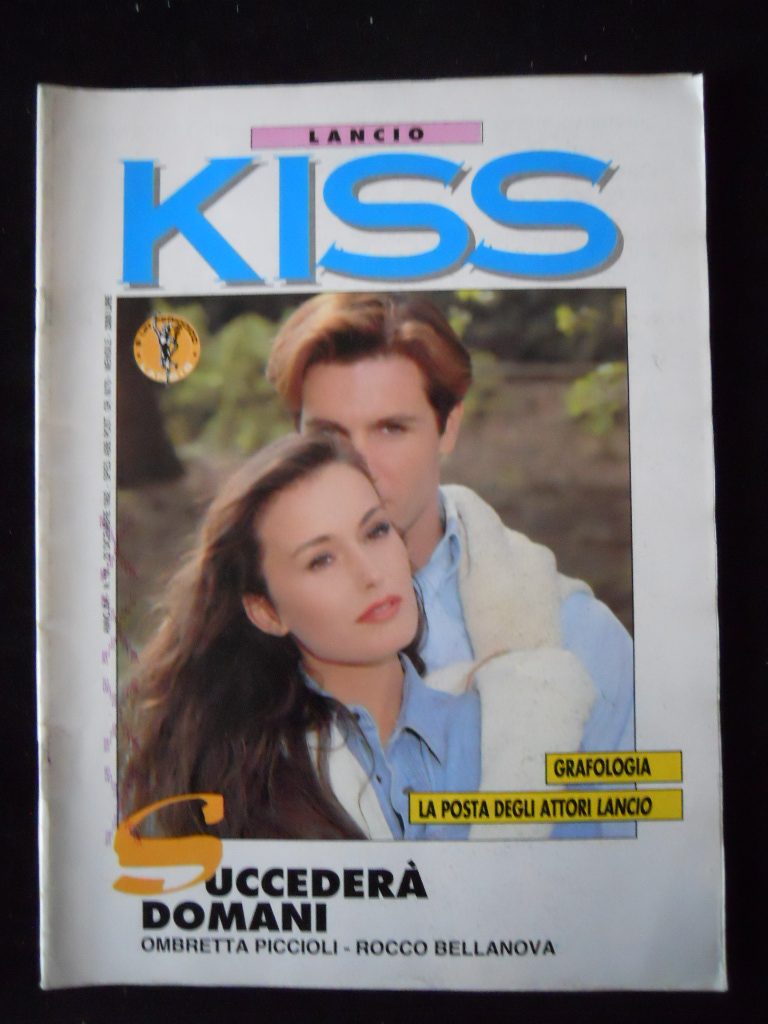 LANCIO
KISS
GRAFOLOGIA
LA POSTA DEGLI ATTORI LANCIO
SUCCEDERÀ
DOMANI
OMBRETTA PICCIOLI - ROCCO BELLANOVA